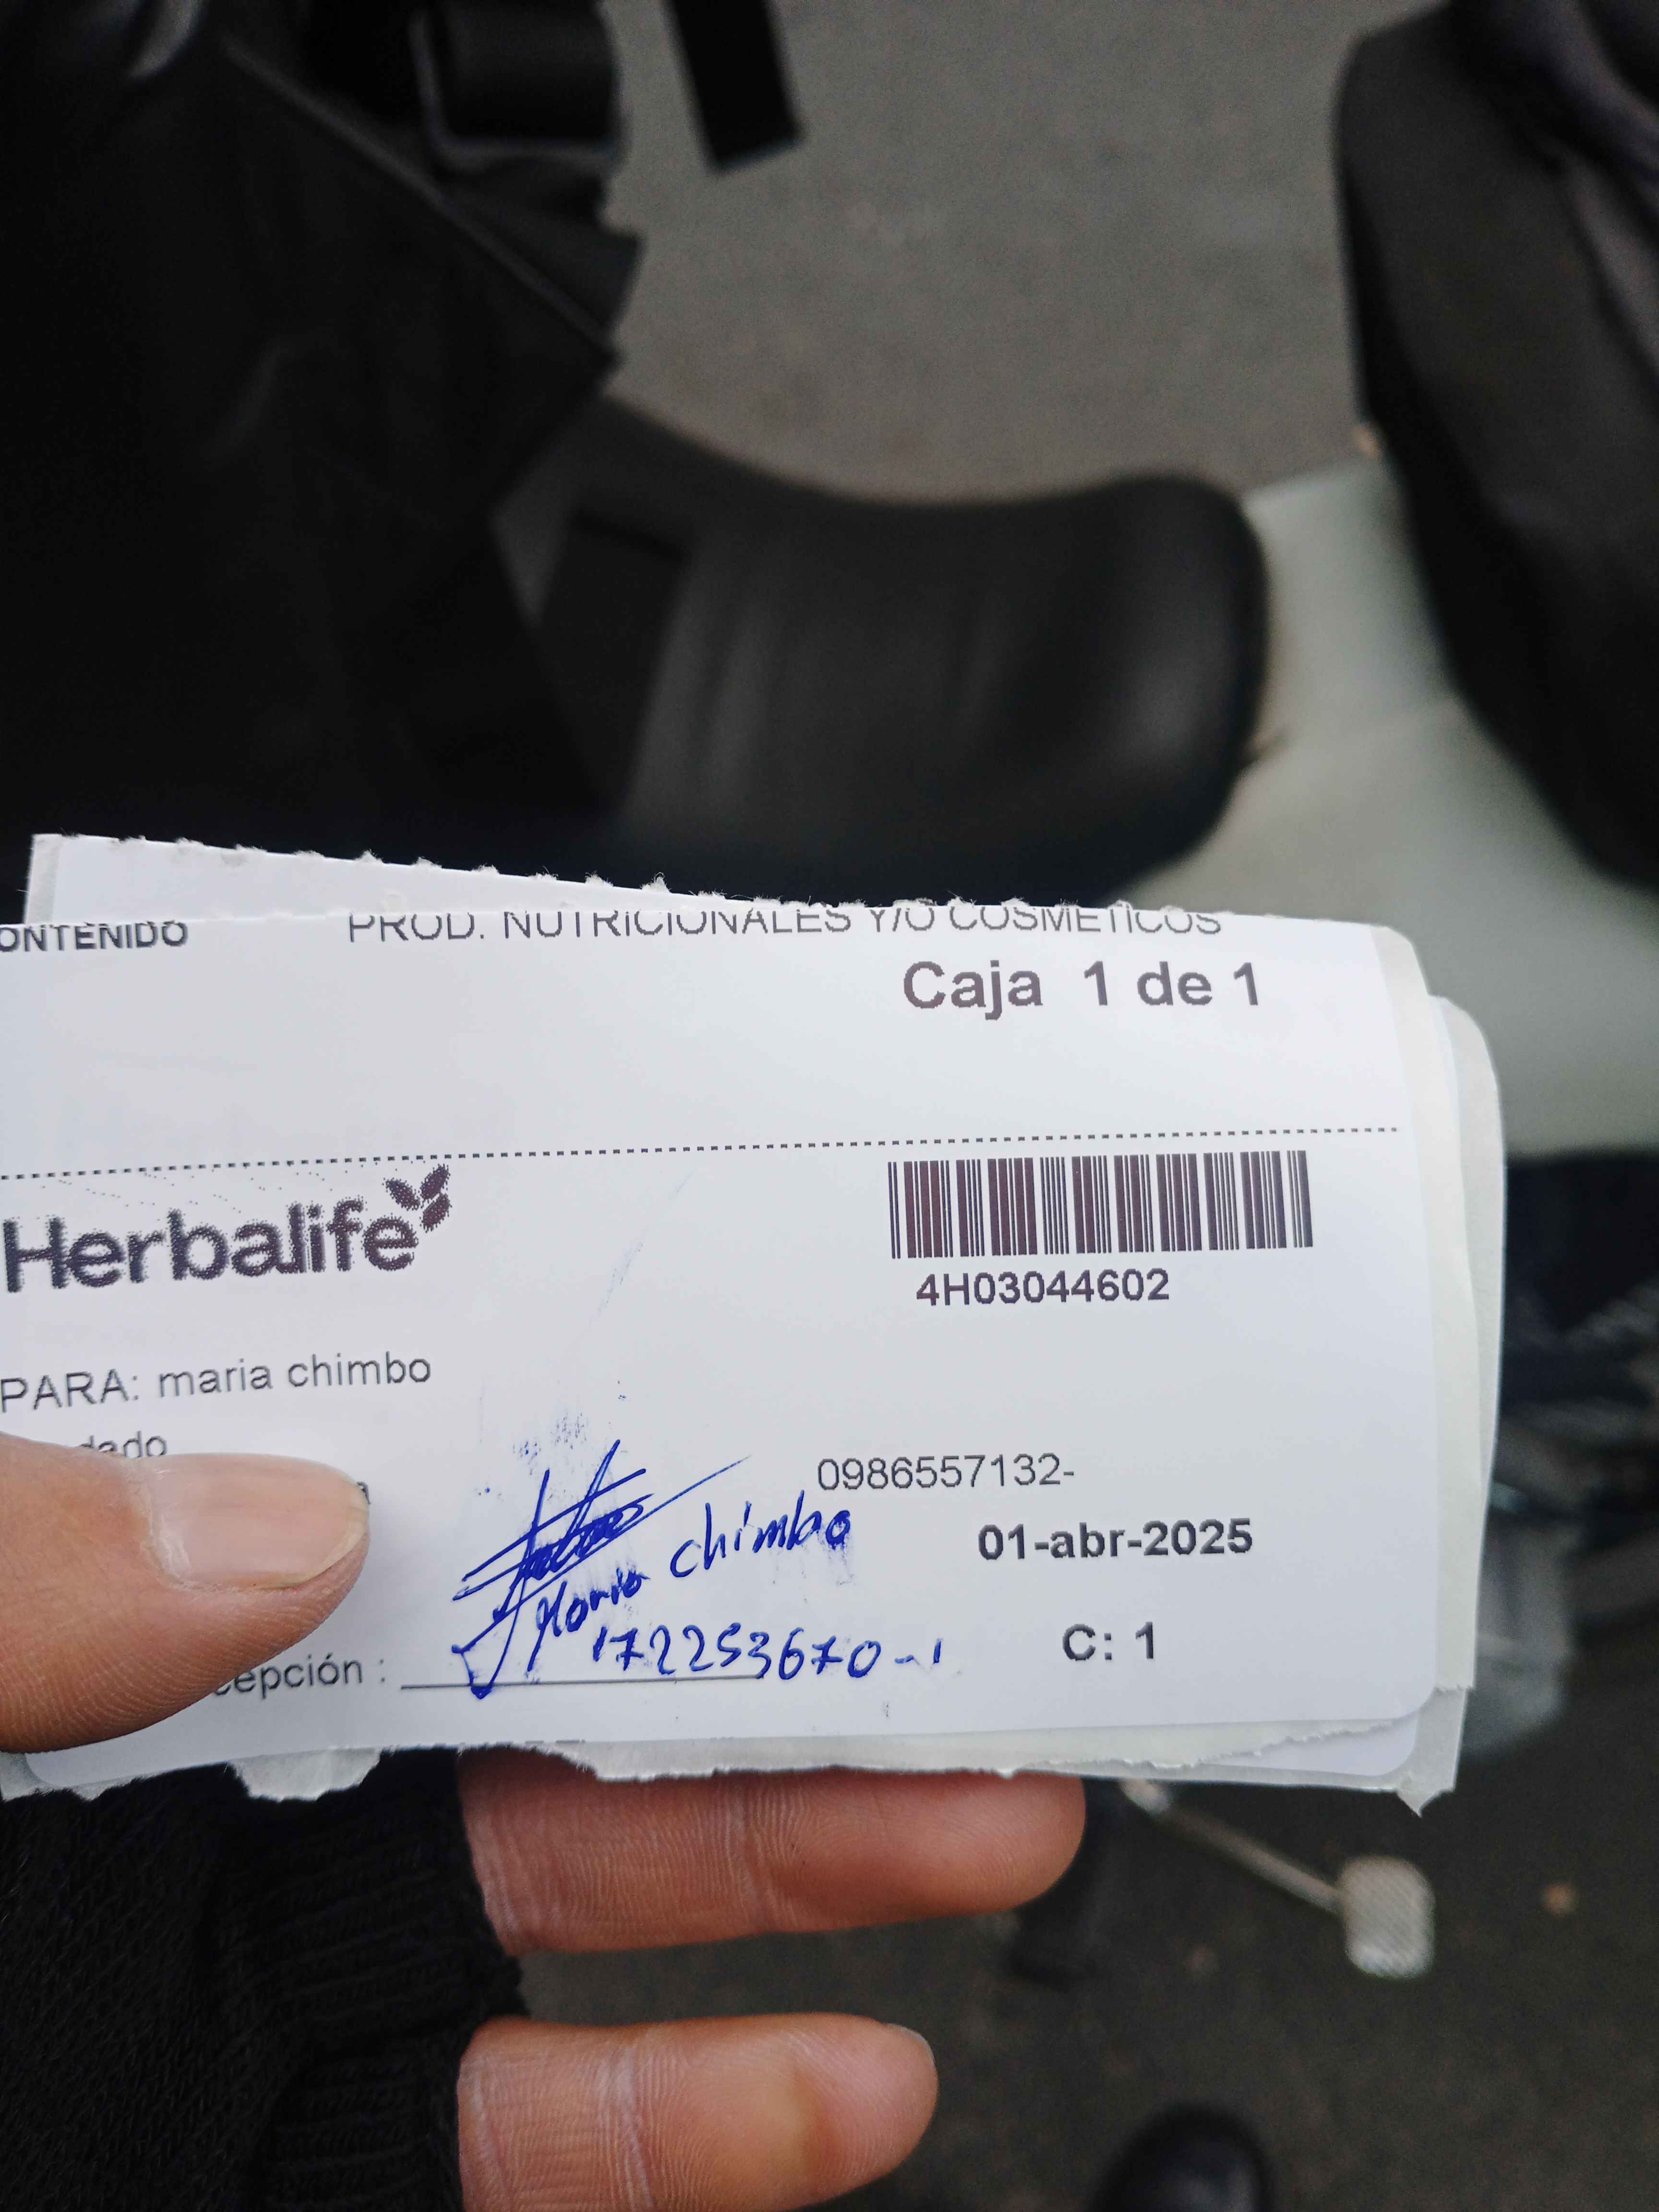 ONTENIDO PROD. NUTRICIONALES Y/O COSMETICOS
Caja 1 de 1
Herbalife
4H03044602
PARA: maria chimbo
dado
0986557132-
Maria chimbo
01-abr-2025
172253670-1
C: 1
cepción :